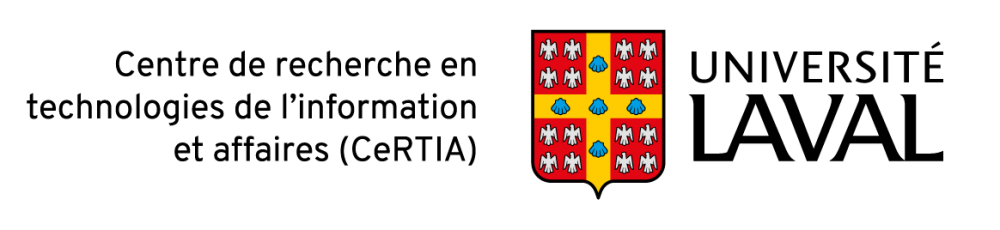 Centre de recherche en
technologies de l'information
et affaires (CeRTIA)
UNIVERSITÉ
LAVAL